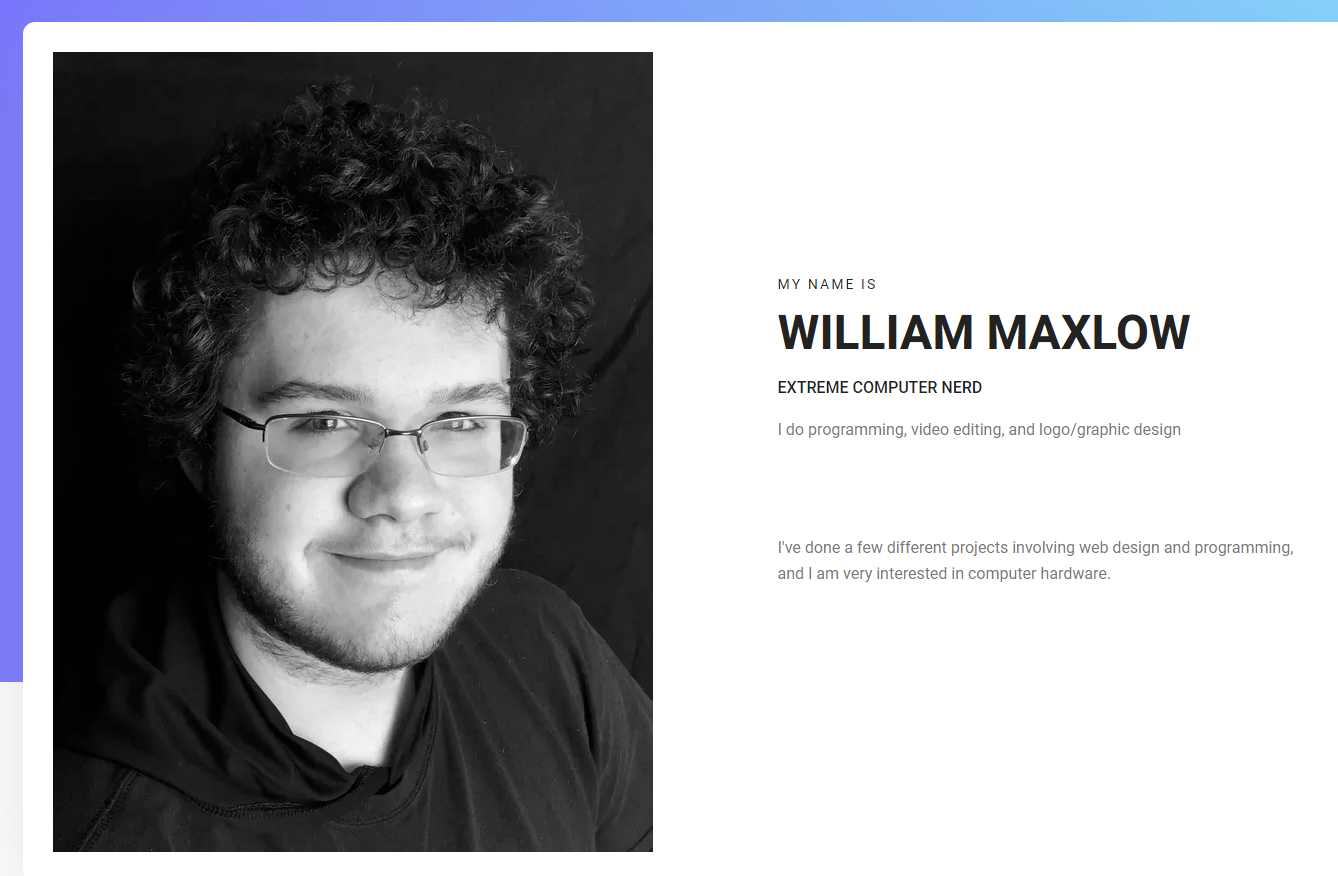 MY NAME IS
WILLIAM MAXLOW
EXTREME COMPUTER NERD
I do programming, video editing, and logo/graphic design
I've done a few different projects involving web design and programming,
and I am very interested in computer hardware.